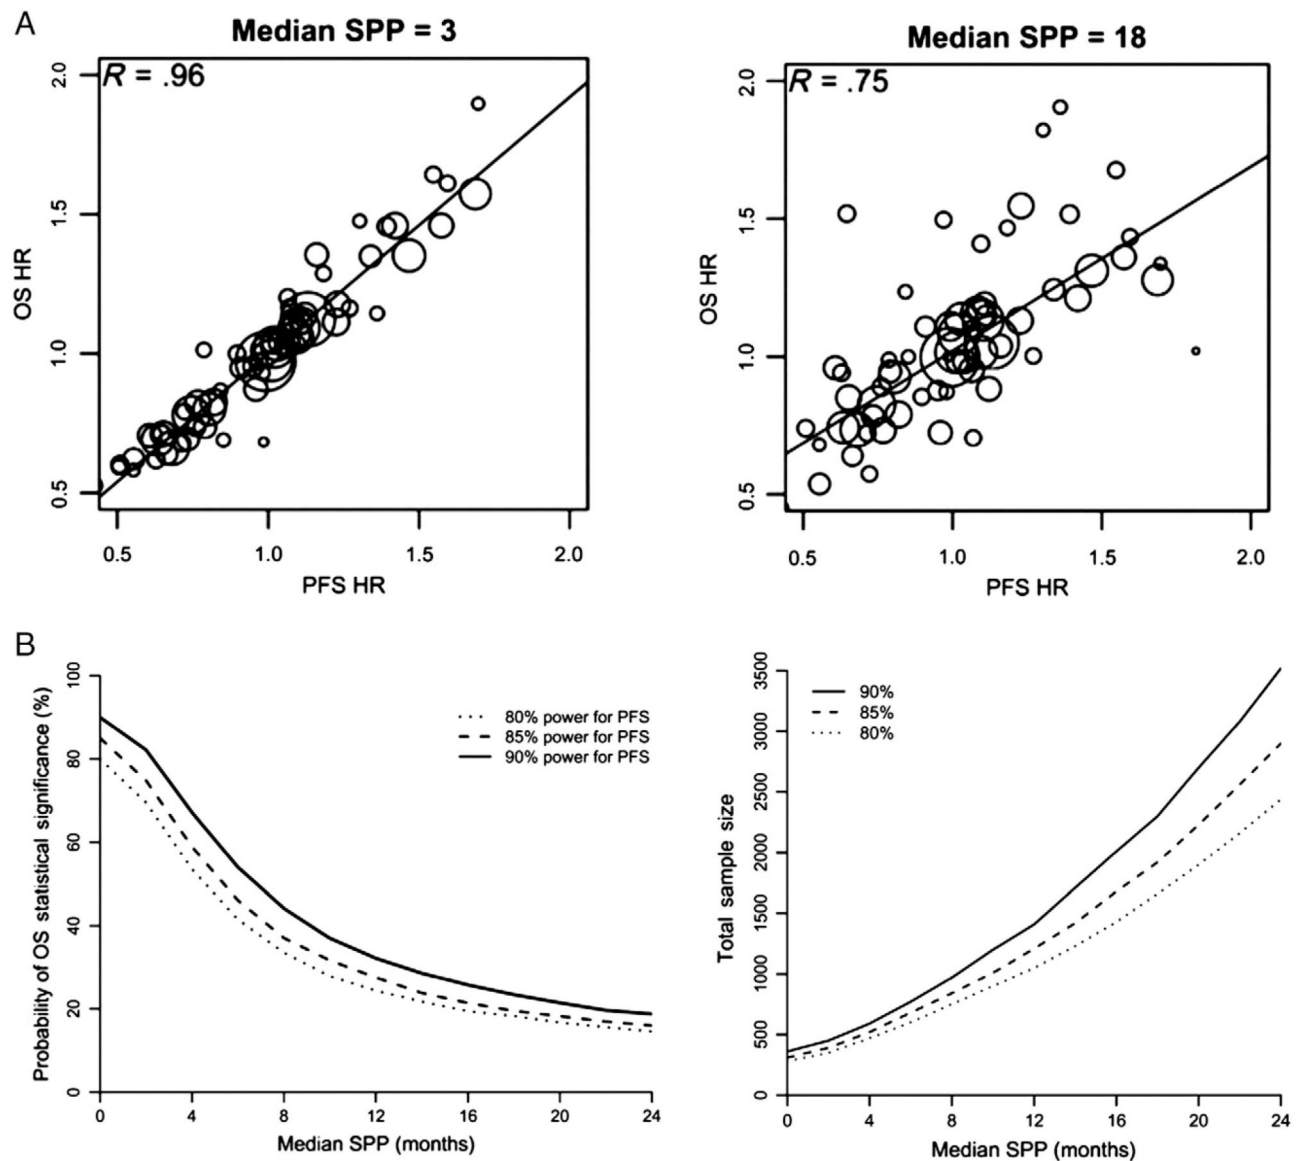 A
Median SPP = 3
R = .96
2.0
1.5
1.0
0.5
OS HR
0.5 1.0 1.5 2.0
PFS HR
Median SPP = 18
R = .75
2.0
1.5
1.0
0.5
OS HR
0.5 1.0 1.5 2.0
PFS HR
B
100
80
60
40
20
0
Probability of OS statistical significance (%)
80% power for PFS
85% power for PFS
90% power for PFS
0 4 8 12 16 20 24
Median SPP (months)
3500
3000
2500
2000
1500
1000
500
0
Total sample size
90%
85%
80%
0 4 8 12 16 20 24
Median SPP (months)